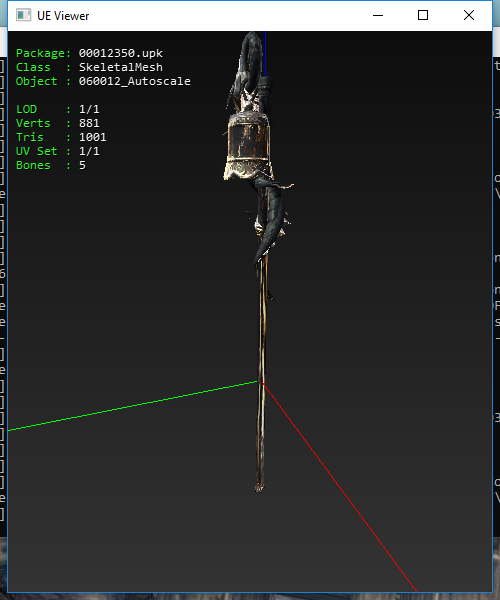 UE Viewer
Package: 00012350.upk
Class : SkeletalMesh
Object : 060012_Autoscale
LOD : 1/1
Verts : 881
Tris : 1001
UV Set : 1/1
Bones : 5